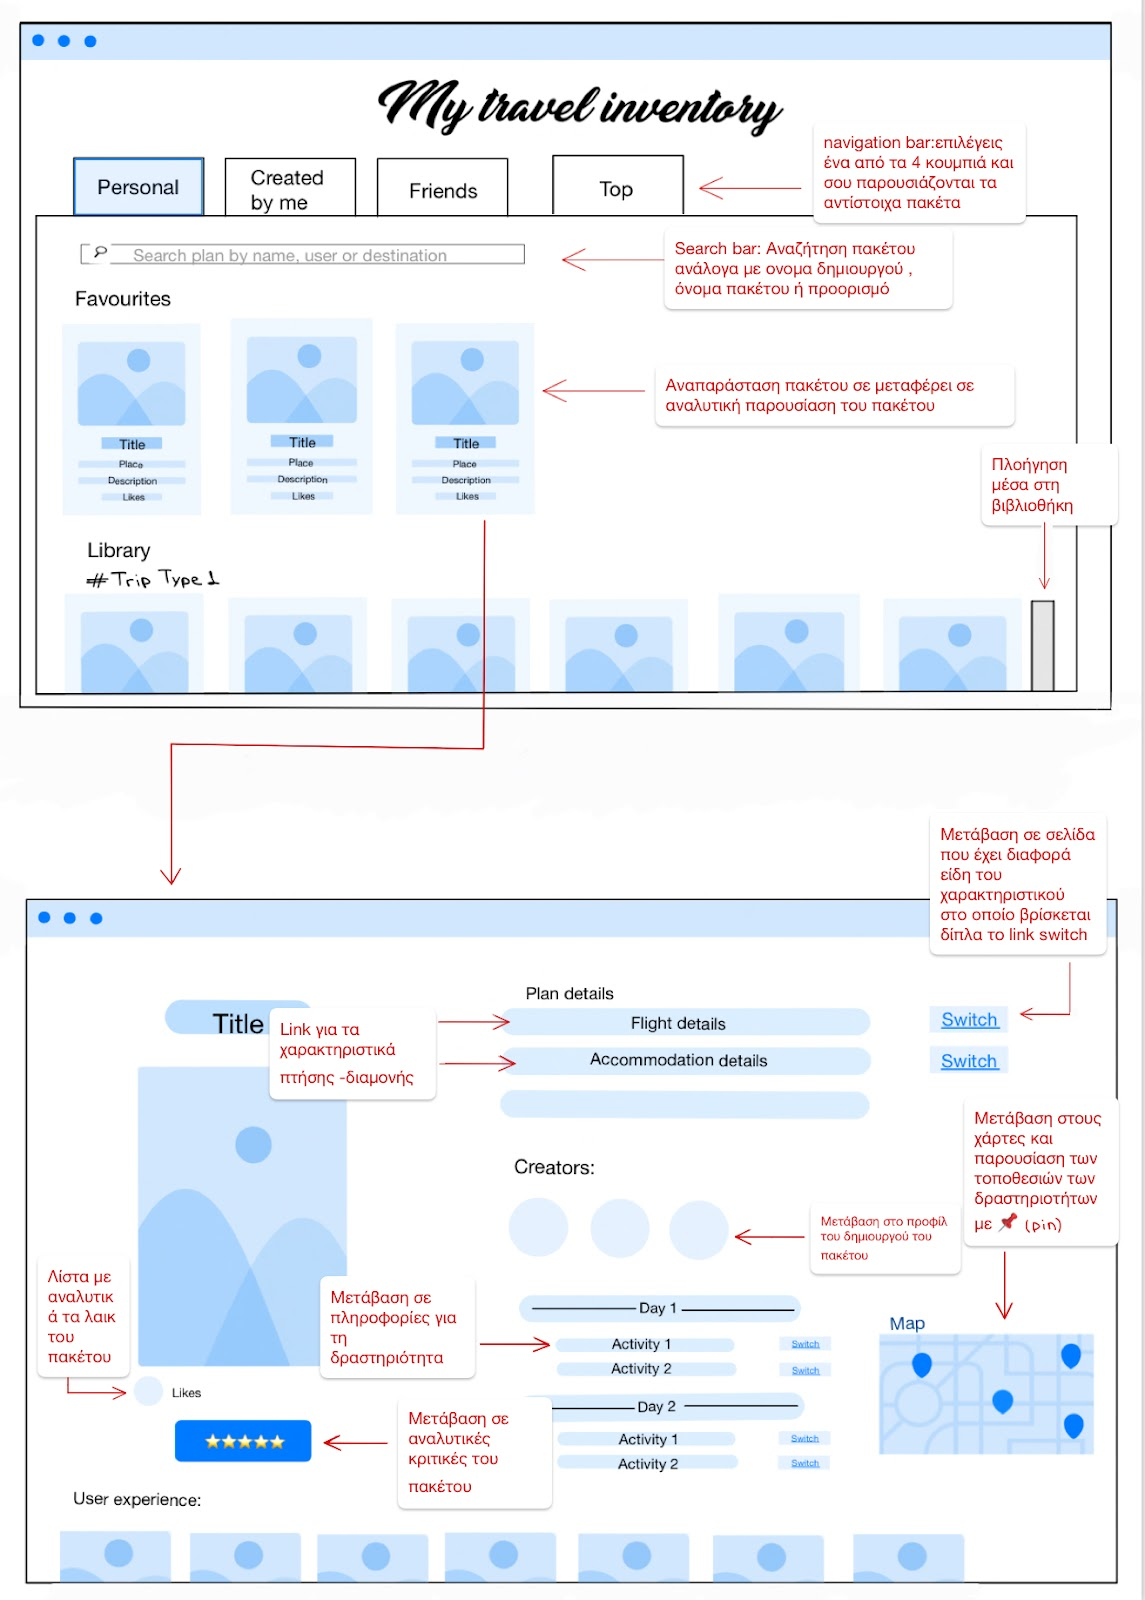 My travel inventory
Personal
Created
by me
Friends
Top
navigation bar:επιλέγεις
ένα από τα 4 κουμπιά και
σου παρουσιάζονται τα
αντίστοιχα πακέτα
Search plan by name, user or destination
Search bar: Αναζήτηση πακέτου
ανάλογα με ονομα δημιουργού ,
όνομα πακέτου ή προορισμό
Favourites
Title
Place
Description
Likes
Title
Place
Description
Likes
Title
Place
Description
Likes
Αναπαράσταση πακέτου σε μεταφέρει σε
αναλυτική παρουσίαση του πακέτου
Πλοήγηση
μέσα στη
βιβλιοθήκη
Library
#Trip Type 1
Μετάβαση σε σελίδα
που έχει διαφορά
είδη του
χαρακτηριστικού
στο οποίο βρίσκεται
δίπλα το link switch
Title
Link για τα
χαρακτηριστικά
πτήσης -διαμονής
Plan details
Flight details
Switch
Accommodation details
Switch
Μετάβαση στους
χάρτες και
παρουσίαση των
τοποθεσιών των
δραστηριοτήτων
με 📌 (pin)
Creators:
Μετάβαση στο προφίλ
του δημιουργού του
πακέτου
Λίστα με
αναλυτικ
ά τα λαικ
του
πακέτου
Μετάβαση σε
πληροφορίες για
τη
δραστηριότητα
Day 1
Activity 1
Switch
Activity 2
Switch
Day 2
Activity 1
Switch
Activity 2
Switch
Map
Likes
Μετάβαση σε
αναλυτικές
κριτικές του
πακέτου
User experience: